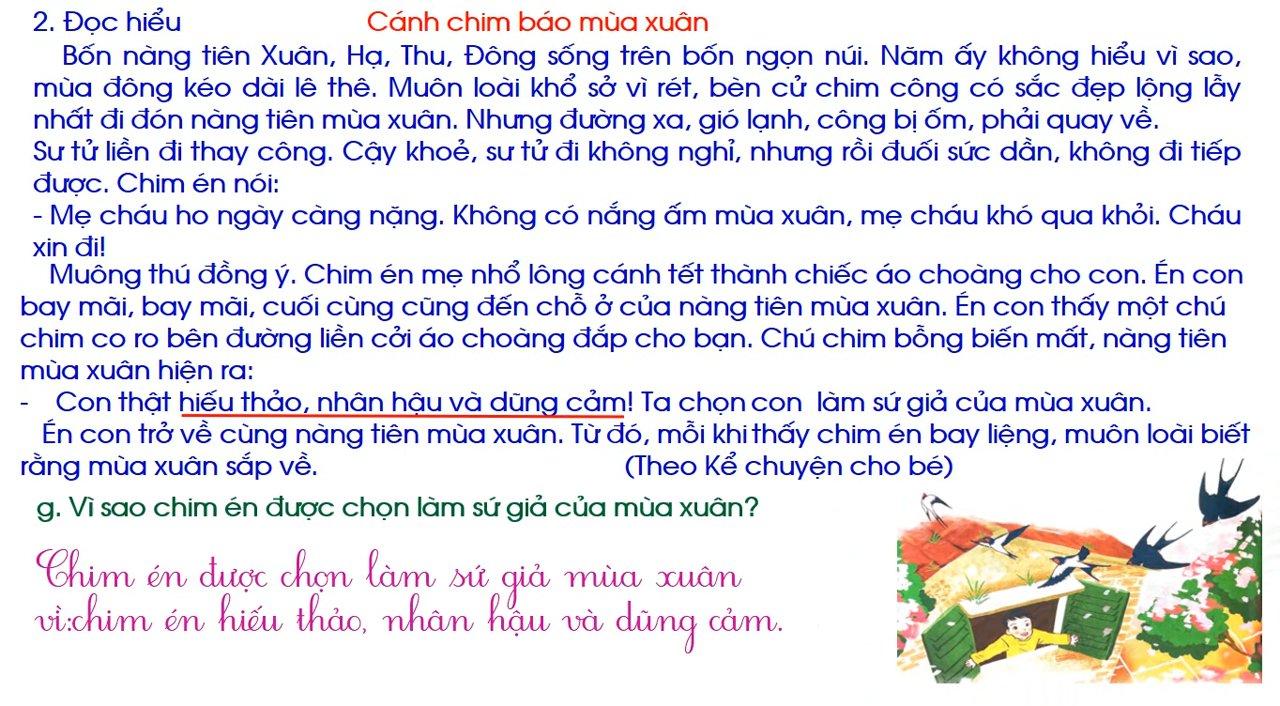 2. Đọc hiểu
Cánh chim báo mùa xuân
Bốn nàng tiên Xuân, Hạ, Thu, Đông sống trên bốn ngọn núi. Năm ấy không hiểu vì sao,
mùa đông kéo dài lê thê. Muôn loài khổ sở vì rét, bèn cử chim công có sắc đẹp lộng lẫy
nhất đi đón nàng tiên mùa xuân. Nhưng đường xa, gió lạnh, công bị ốm, phải quay về.
Sư tử liền đi thay công. Cậy khoẻ, sư tử đi không nghỉ, nhưng rồi đuối sức dần, không đi tiếp
được. Chim én nói:
- Mẹ cháu ho ngày càng nặng. Không có nắng ấm mùa xuân, mẹ cháu khó qua khỏi. Cháu
xin đi!
Muông thú đồng ý. Chim én mẹ nhổ lông cánh tết thành chiếc áo choàng cho con. Én con
bay mãi, bay mãi, cuối cùng cũng đến chỗ ở của nàng tiên mùa xuân. Én con thấy một chú
chim co ro bên đường liền cởi áo choàng đắp cho bạn. Chú chim bỗng biến mất, nàng tiên
mùa xuân hiện ra:
- Con thật hiếu thảo, nhân hậu và dũng cảm! Ta chọn con làm sứ giả của mùa xuân.
Én con trở về cùng nàng tiên mùa xuân. Từ đó, mỗi khi thấy chim én bay liệng, muôn loài biết
rằng mùa xuân sắp về. (Theo Kể chuyện cho bé)
g. Vì sao chim én được chọn làm sứ giả của mùa xuân?
Chim én được chọn làm sứ giả mùa xuân
vì:chim én hiếu thảo, nhân hậu và dũng cảm.